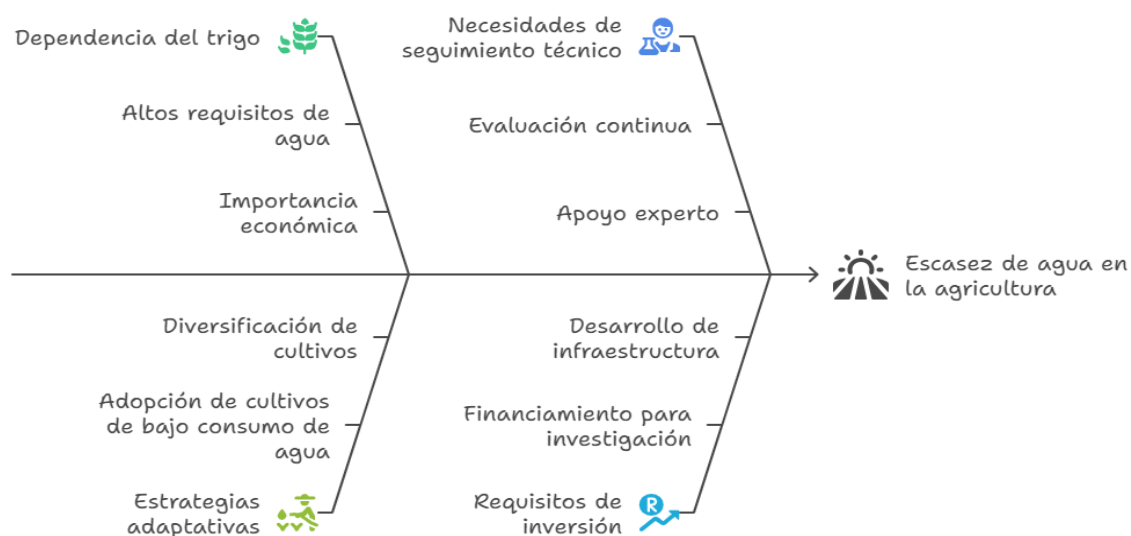 Dependencia del trigo
Altos requisitos de
agua
Importancia
económica
Necesidades de
seguimiento técnico
Evaluación continua
Apoyo experto
Escasez de agua en
la agricultura
Diversificación de
cultivos
Adopción de cultivos
de bajo consumo de
agua
Estrategias
adaptativas
Desarrollo de
infraestructura
Financiamiento para
investigación
Requisitos de
inversión
R